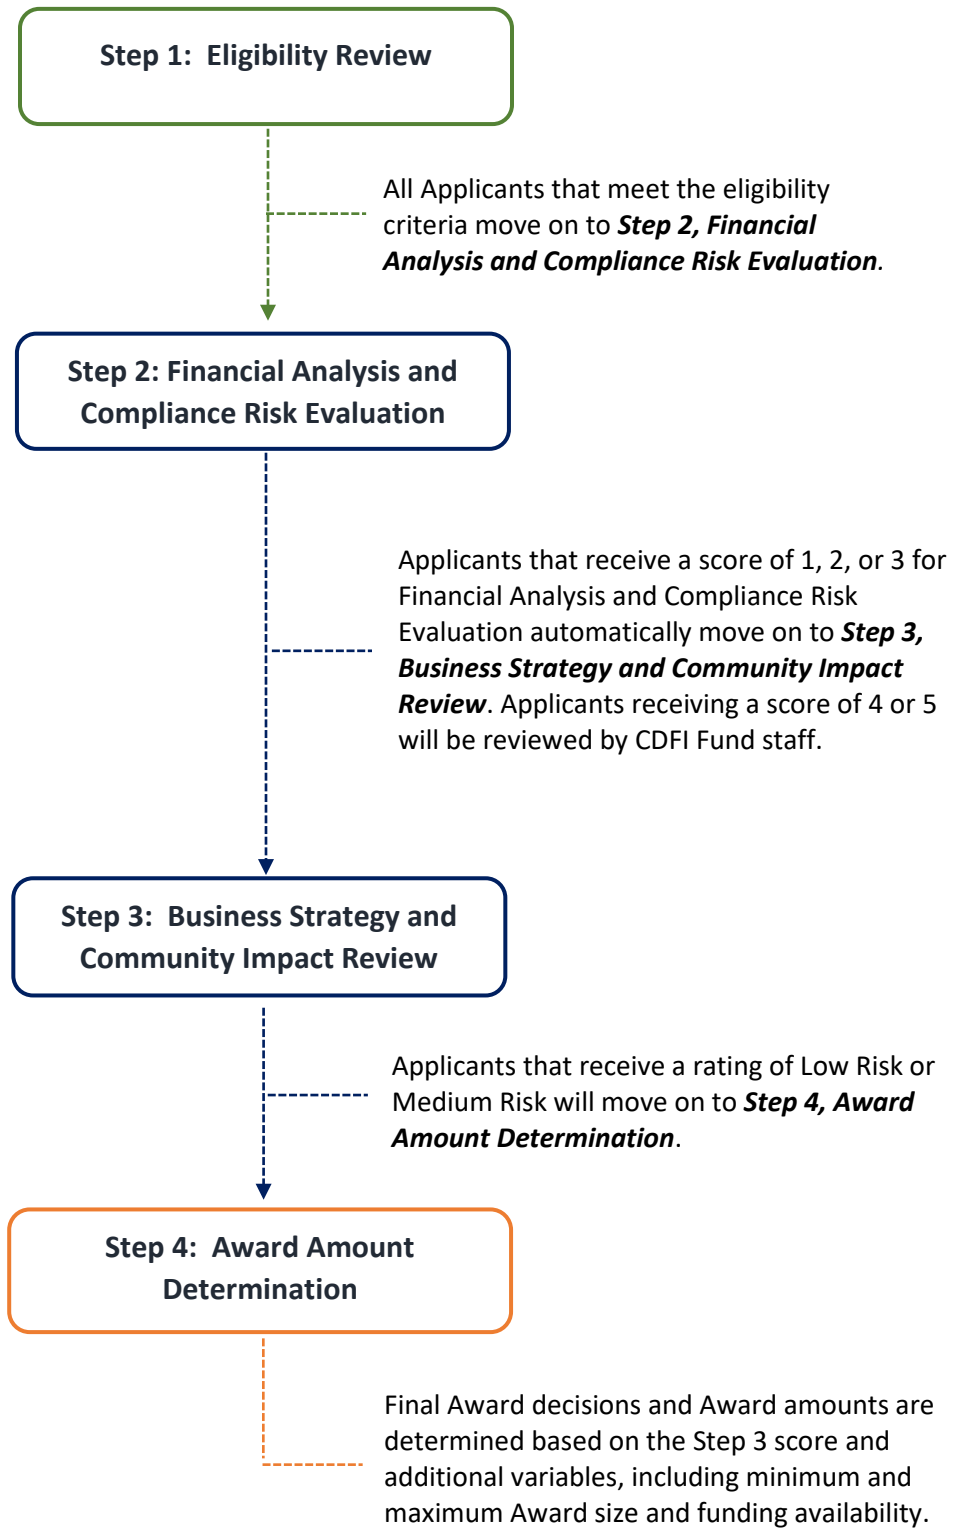 Step 1:  Eligibility Review
All Applicants that meet the eligibility
criteria move on to Step 2, Financial
Analysis and Compliance Risk Evaluation.
Step 2: Financial Analysis and
Compliance Risk Evaluation
Applicants that receive a score of 1, 2, or 3 for
Financial Analysis and Compliance Risk
Evaluation automatically move on to Step 3,
Business Strategy and Community Impact
Review. Applicants receiving a score of 4 or 5
will be reviewed by CDFI Fund staff.
Step 3:  Business Strategy and
Community Impact Review
Applicants that receive a rating of Low Risk or
Medium Risk will move on to Step 4, Award
Amount Determination.
Step 4:  Award Amount
Determination
Final Award decisions and Award amounts are
determined based on the Step 3 score and
additional variables, including minimum and
maximum Award size and funding availability.